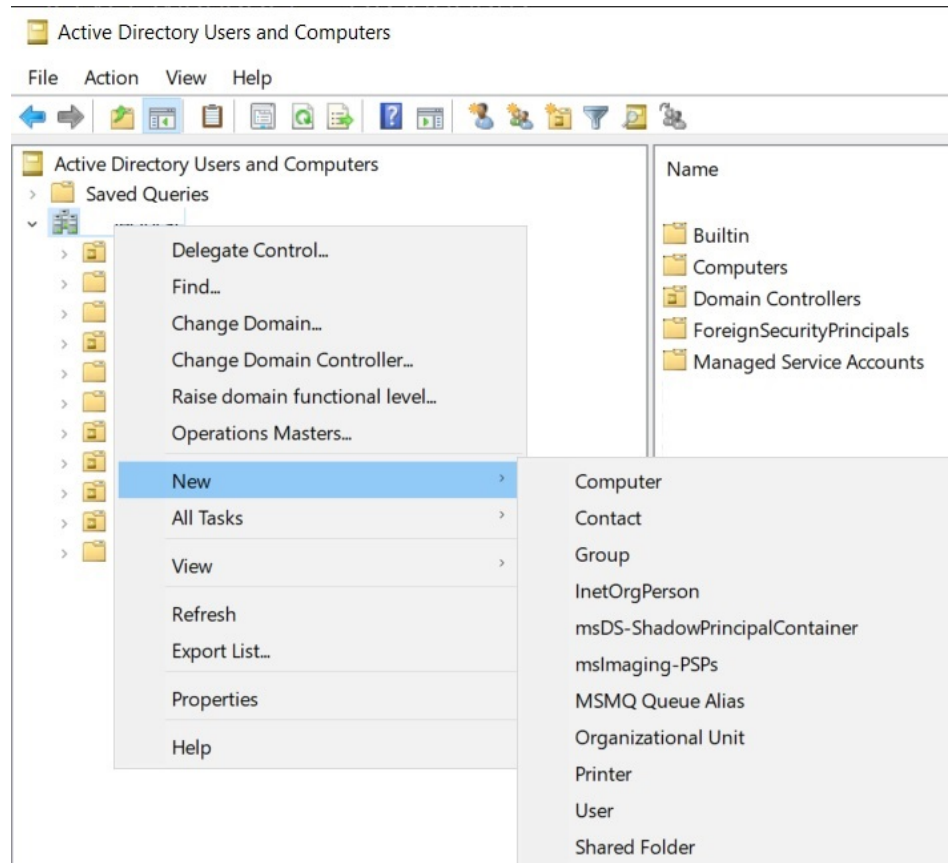 Active Directory Users and Computers
File Action View Help
Active Directory Users and Computers
Saved Queries
Name
Builtin
Computers
Domain Controllers
ForeignSecurityPrincipals
Managed Service Accounts
Delegate Control...
Find...
Change Domain...
Change Domain Controller...
Raise domain functional level...
Operations Masters...
New
All Tasks
View
Refresh
Export List...
Properties
Help
Computer
Contact
Group
InetOrgPerson
msDS-ShadowPrincipalContainer
msImaging-PSPs
MSMQ Queue Alias
Organizational Unit
Printer
User
Shared Folder